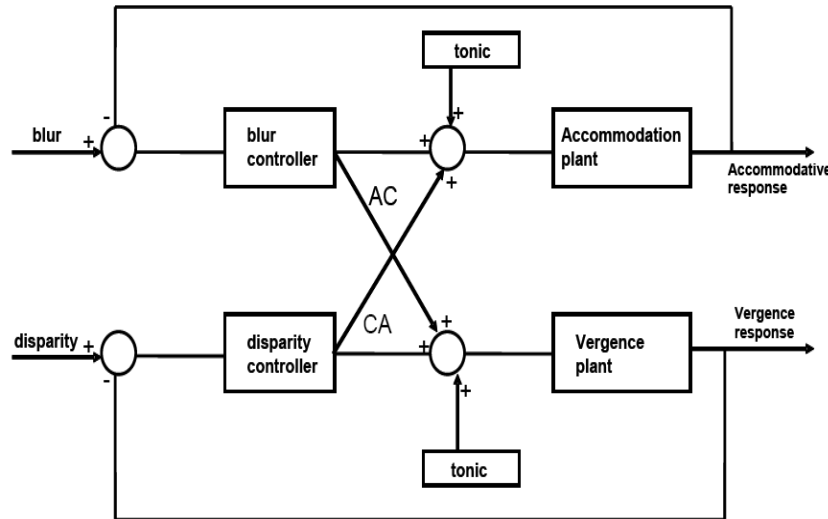 tonic
-
+
blur
+
blur
controller
+
+
Accommodation
plant
Accommodative
response
AC
CA
disparity
+
-
disparity
controller
+
+
+
Vergence
plant
Vergence
response
tonic